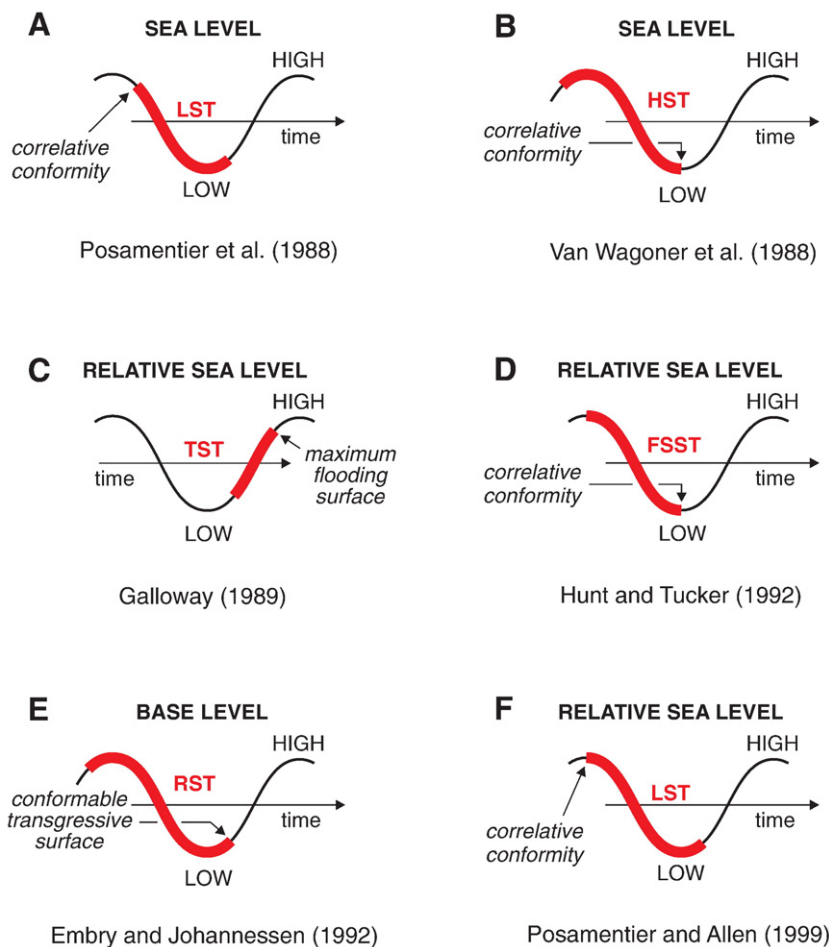 A
SEA LEVEL
HIGH
LST
time
correlative
conformity
LOW
Posamentier et al. (1988)
B
SEA LEVEL
HIGH
HST
correlative
conformity
time
LOW
Van Wagoner et al. (1988)
C
RELATIVE SEA LEVEL
HIGH
TST
time
maximum
flooding
surface
LOW
Galloway (1989)
D
RELATIVE SEA LEVEL
HIGH
FSST
correlative
conformity
time
LOW
Hunt and Tucker (1992)
E
BASE LEVEL
HIGH
RST
conformable
transgressive
surface
time
LOW
Embry and Johannessen (1992)
F
RELATIVE SEA LEVEL
HIGH
LST
time
correlative
conformity
LOW
Posamentier and Allen (1999)